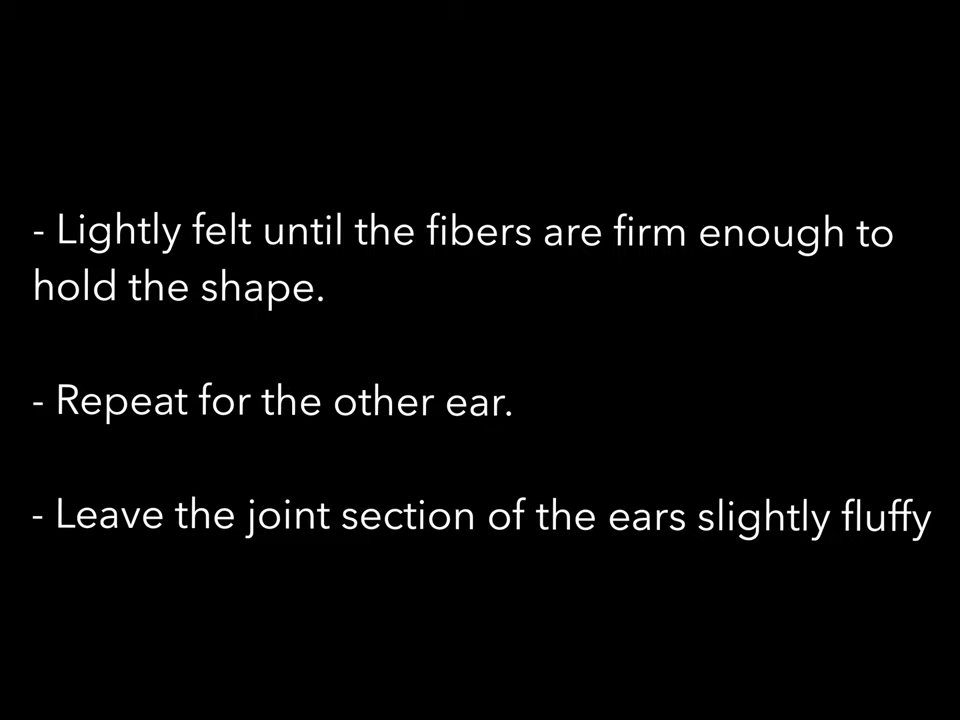 - Lightly felt until the fibers are firm enough to
hold the shape.
- Repeat for the other ear.
- Leave the joint section of the ears slightly fluffy